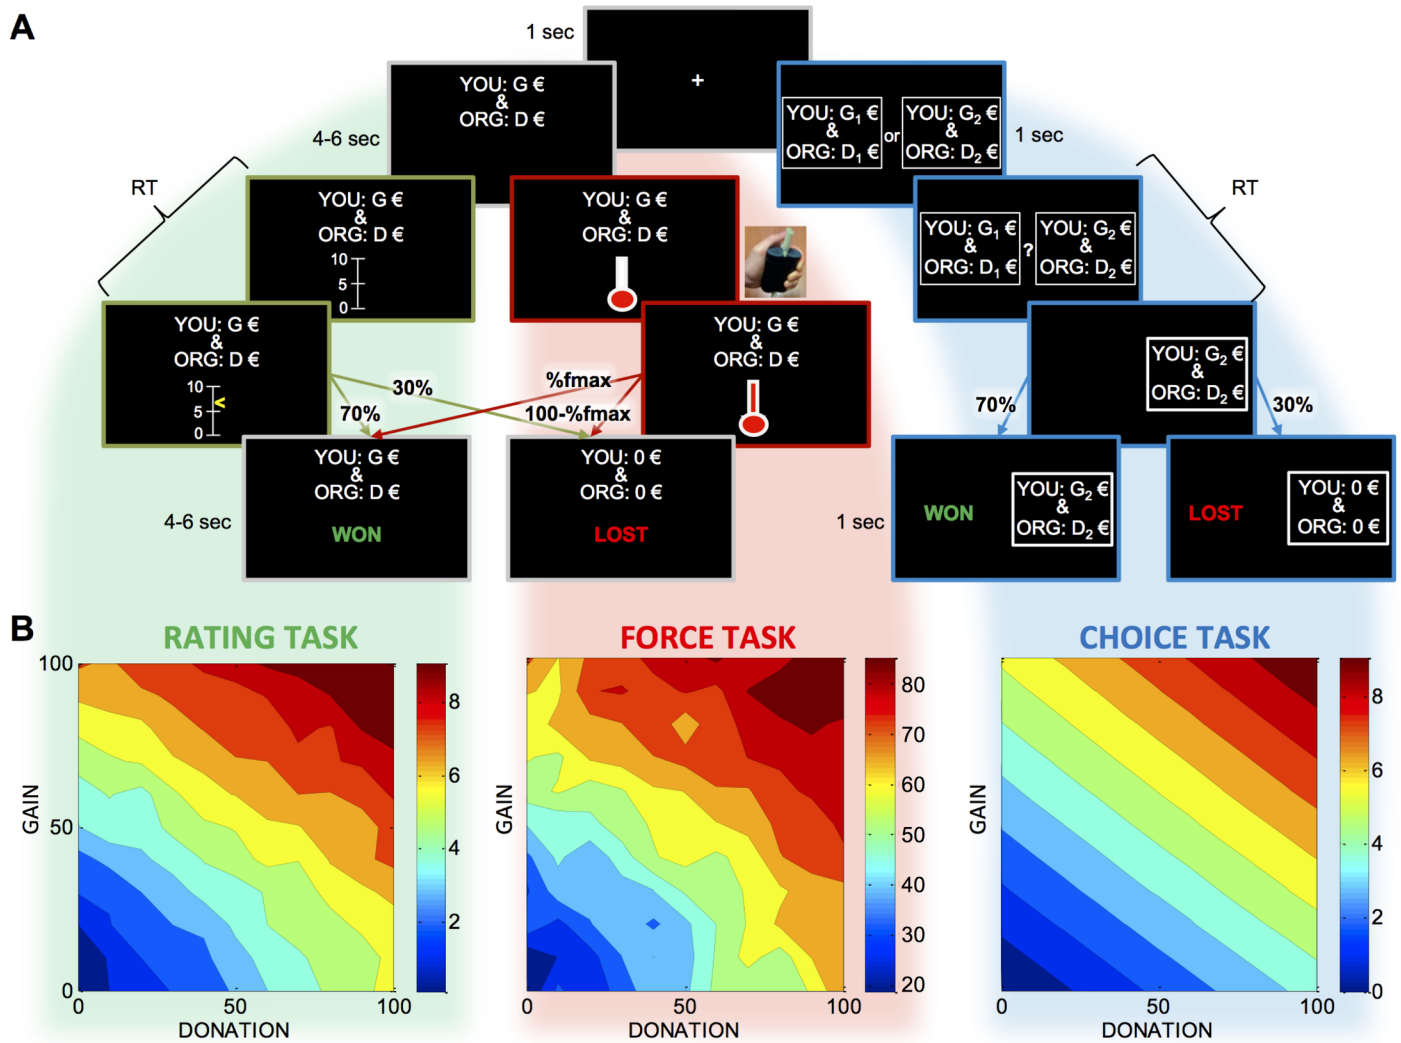 A
1 sec
+
YOU: G €
&
ORG: D €
4-6 sec
YOU: G₁ €
&
ORG: D₁ €
or
YOU: G₂ €
&
ORG: D₂ €
1 sec
RT
YOU: G €
&
ORG: D €
10
5
0
YOU: G €
&
ORG: D €
YOU: G₁ €
&
ORG: D₁ €
?
YOU: G₂ €
&
ORG: D₂ €
RT
YOU: G €
&
ORG: D €
10
5
0
<
30%
70%
%fmax
100-%fmax
YOU: G €
&
ORG: D €
YOU: G₂ €
&
ORG: D₂ €
70%
30%
4-6 sec
YOU: G €
&
ORG: D €
WON
YOU: 0 €
&
ORG: 0 €
LOST
1 sec
WON
YOU: G₂ €
&
ORG: D₂ €
LOST
YOU: 0 €
&
ORG: 0 €
B
RATING TASK
GAIN
100
50
0
0 50 100
DONATION
8
6
4
2
FORCE TASK
GAIN
0
0 50 100
DONATION
80
70
60
50
40
30
20
CHOICE TASK
GAIN
0 50 100
DONATION
8
6
4
2
0